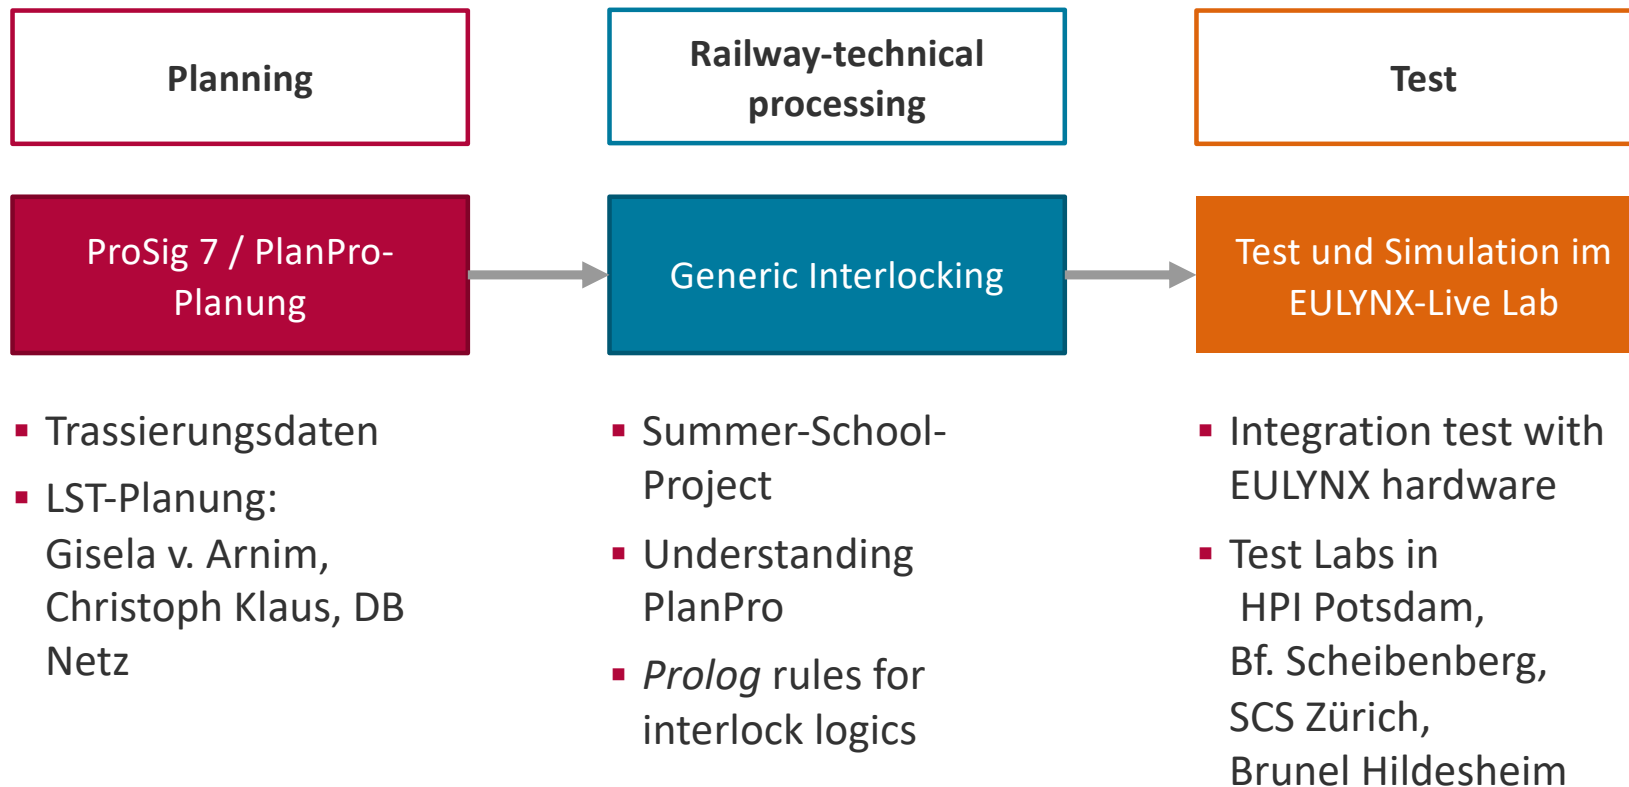 Planning
Railway-technical
processing
Test
ProSig 7 / PlanPro-
Planung
Generic Interlocking
Test und Simulation im
EULYNX-Live Lab
▪ Trassierungsdaten
▪ LST-Planung:
Gisela v. Arnim,
Christoph Klaus, DB
Netz
▪ Summer-School-
Project
▪ Understanding
PlanPro
▪ Prolog rules for
interlock logics
▪ Integration test with
EULYNX hardware
▪ Test Labs in
HPI Potsdam,
Bf. Scheibenberg,
SCS Zürich,
Brunel Hildesheim